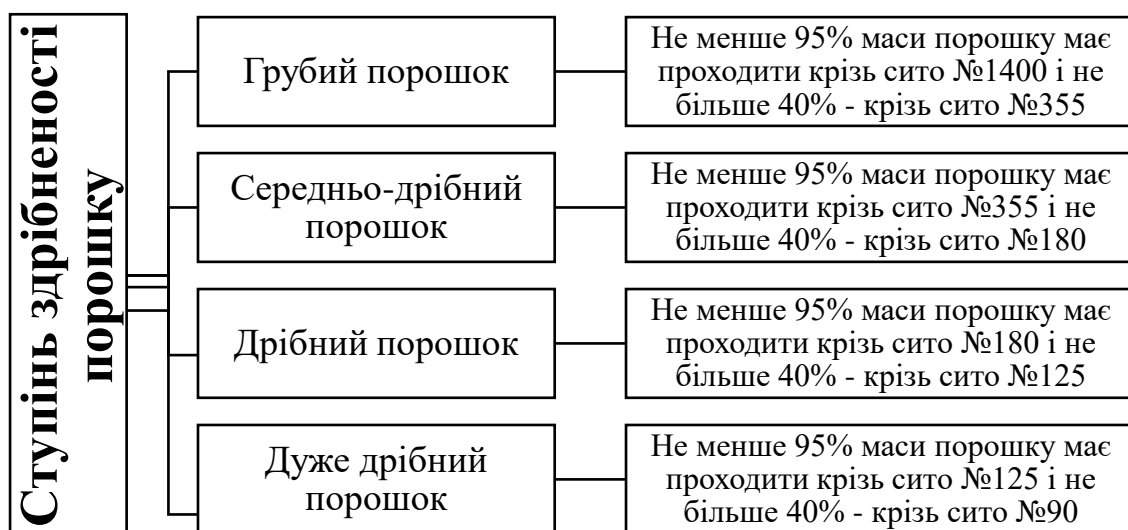 Ступінь здрібненості
порошку
Грубий порошок
Не менше 95% маси порошку має
проходити крізь сито №1400 і не
більше 40% - крізь сито №355
Середньо-дрібний
порошок
Не менше 95% маси порошку має
проходити крізь сито №355 і не
більше 40% - крізь сито №180
Дрібний порошок
Не менше 95% маси порошку має
проходити крізь сито №180 і не
більше 40% - крізь сито №125
Дуже дрібний
порошок
Не менше 95% маси порошку має
проходити крізь сито №125 і не
більше 40% - крізь сито №90